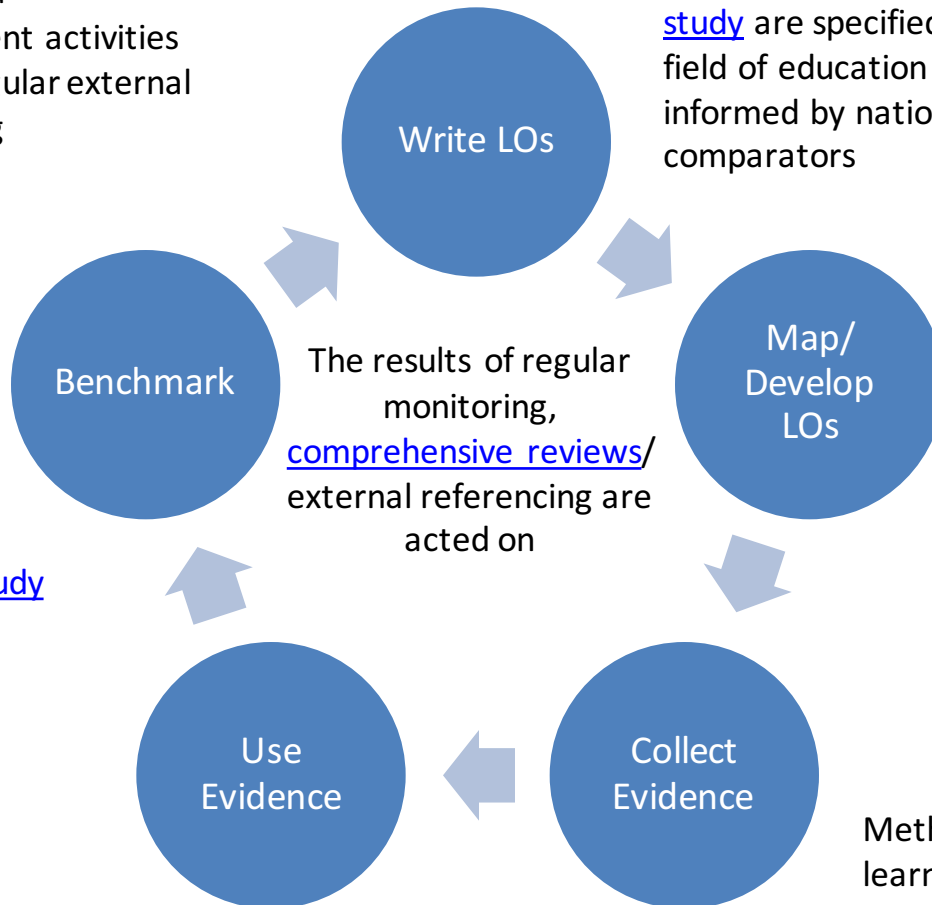 ent activities
ular external
study are specified
field of education
informed by natio
comparators
Write LOs
Benchmark
Map/
Develop
LOs
The results of regular
monitoring,
comprehensive reviews/
external referencing are
acted on
udy
Use
Evidence
Collect
Evidence
Meth
learn